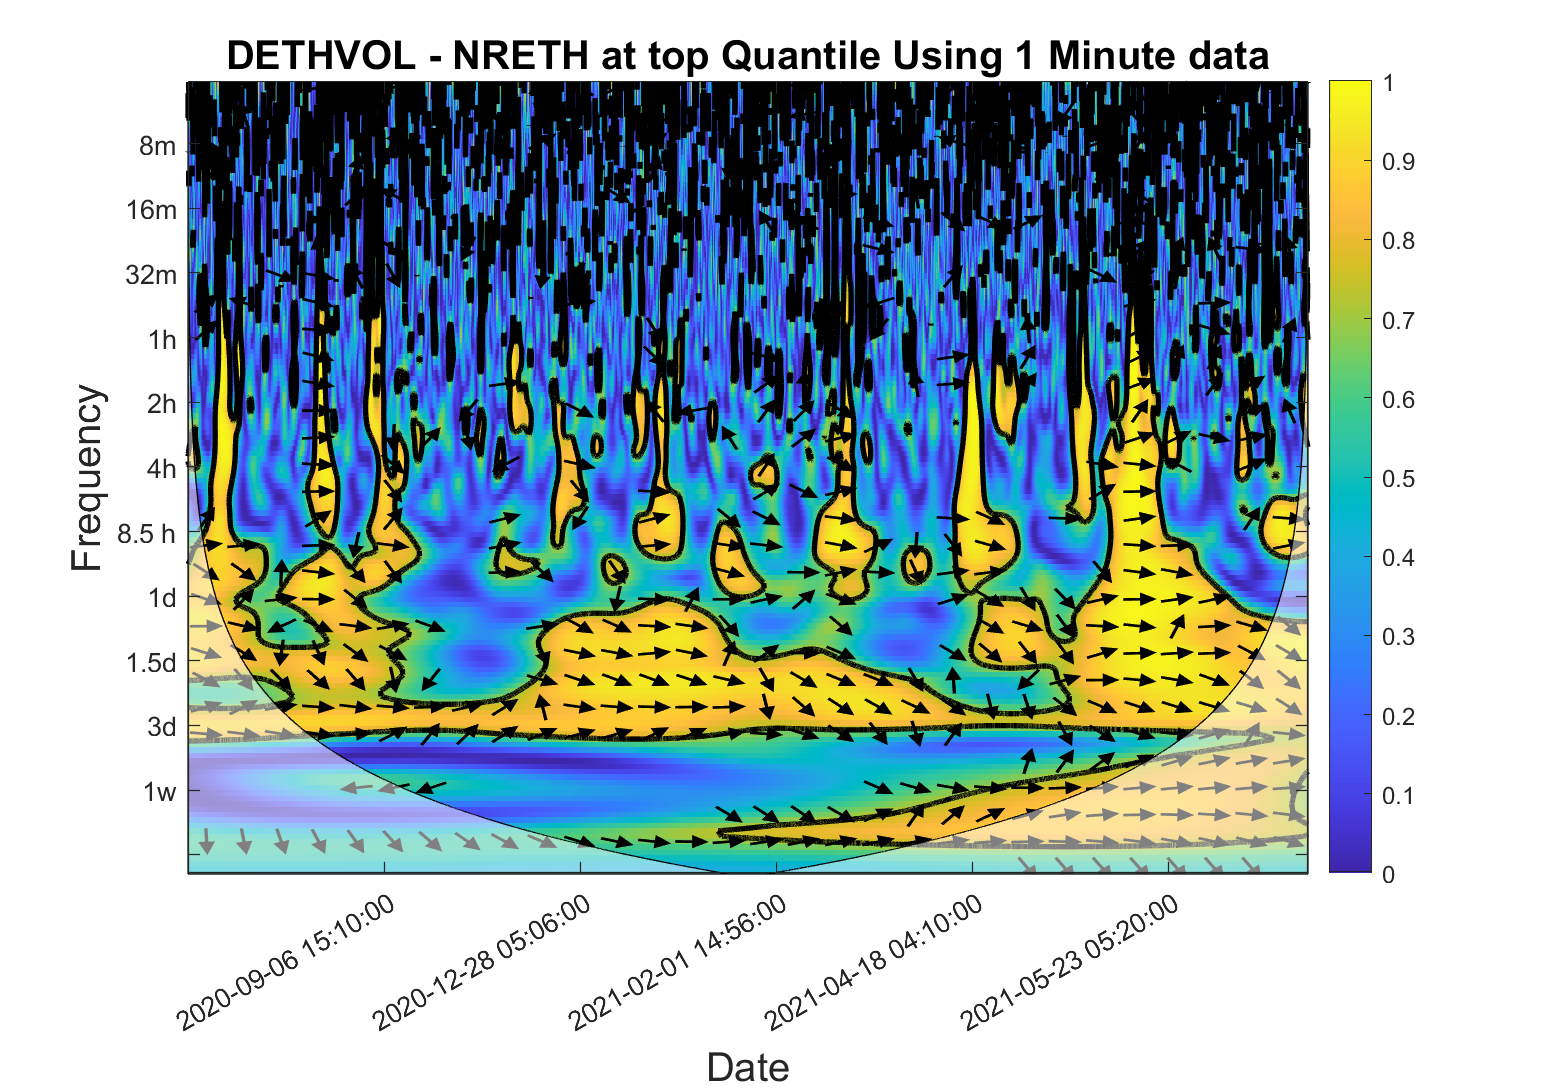 DETHVOL - NRETH at top Quantile Using 1 Minute data
Frequency
8m
16m
32m
1h
2h
4h
8.5 h
1d
1.5d
3d
1w
1
0.9
0.8
0.7
0.6
0.5
0.4
0.3
0.2
0.1
0
2020-09-06 15:10:00
2020-12-28 05:06:00
2021-02-01 14:56:00
2021-04-18 04:10:00
2021-05-23 05:20:00
Date